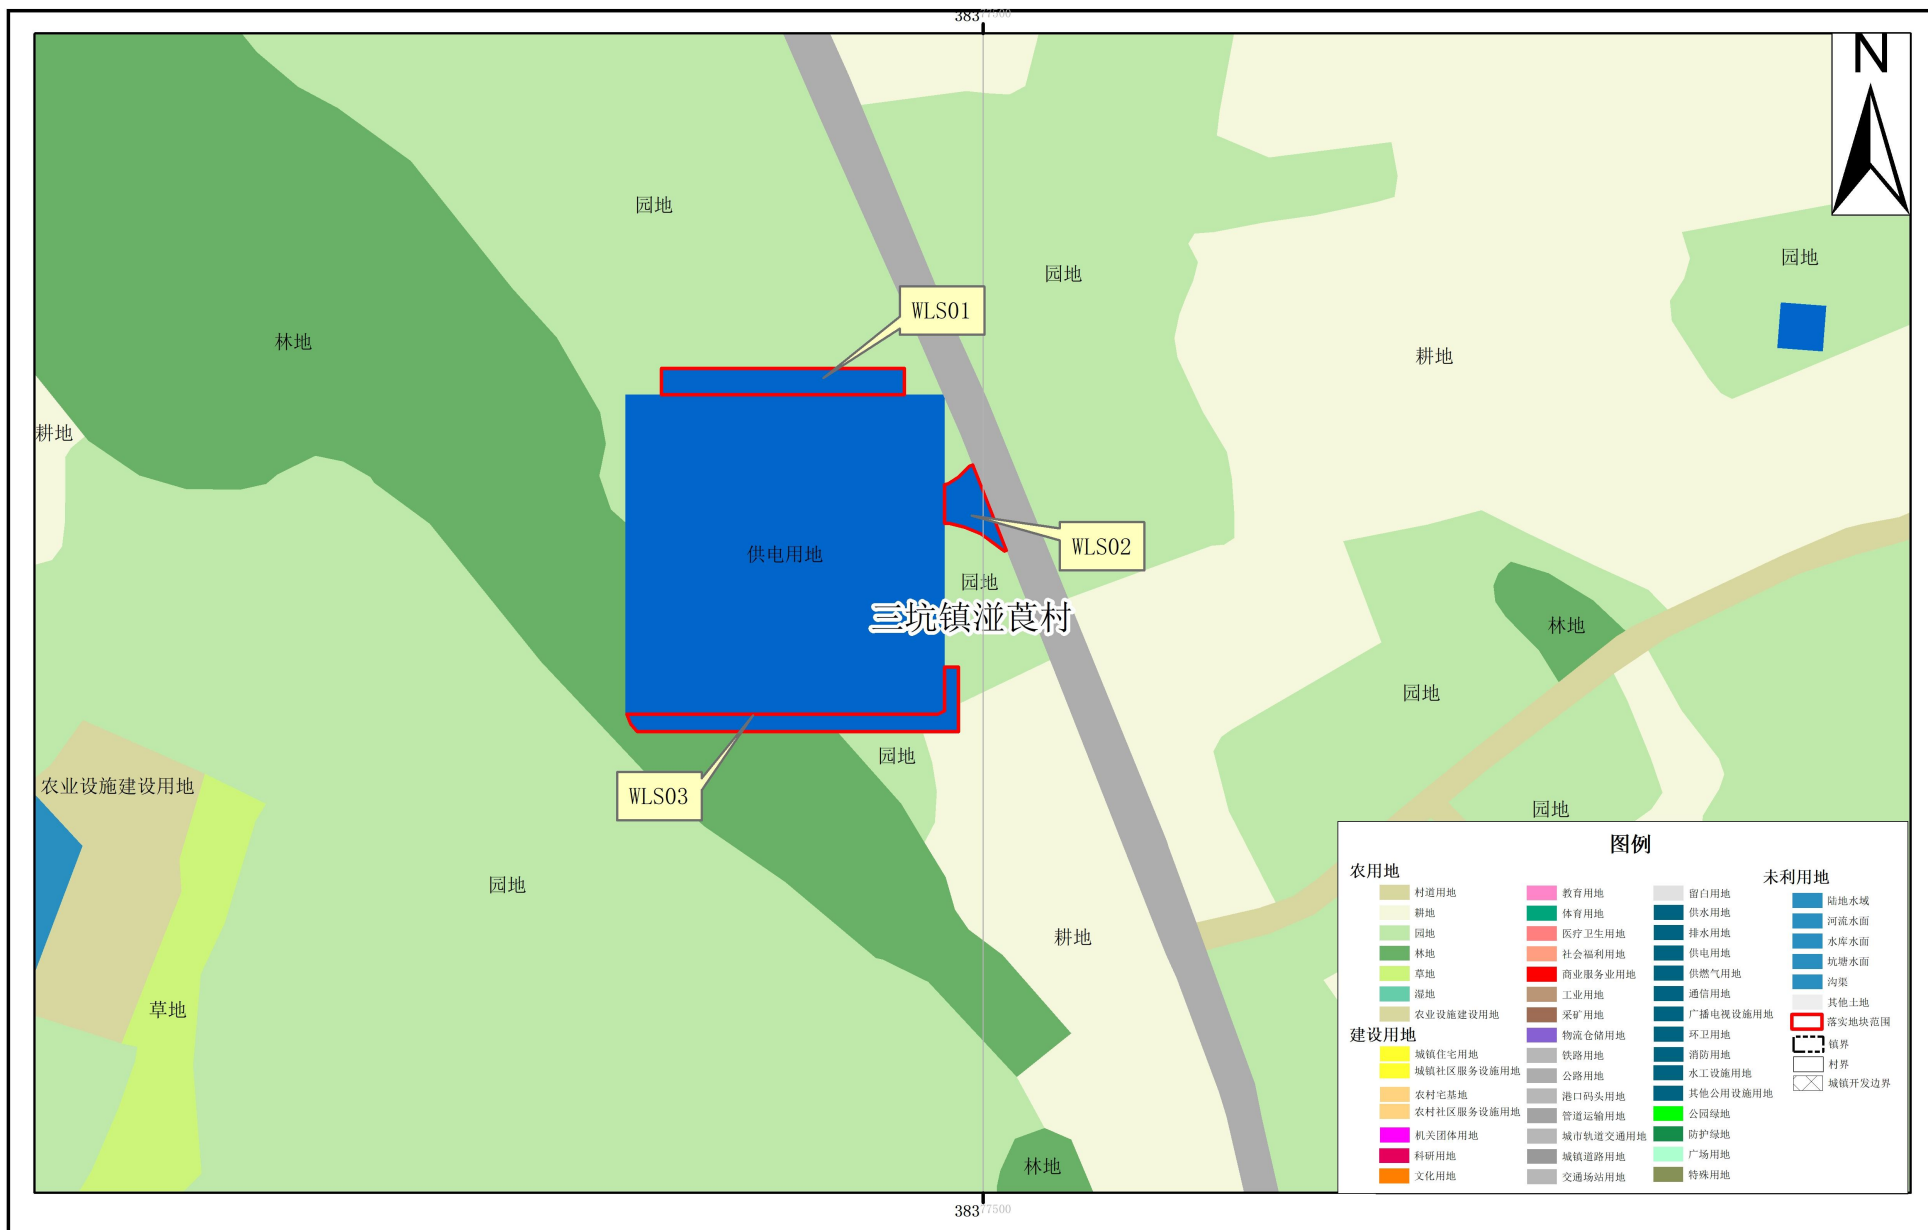 38377500
N
园地
园地
园地
WLS01
林地
耕地
耕地
供电用地
WLS02
园地
三坑镇湴莨村
林地
园地
园地
农业设施建设用地
WLS03
园地
园地
耕地
草地
林地
图例
农用地
村道用地
耕地
园地
林地
草地
湿地
农业设施建设用地
建设用地
城镇住宅用地
城镇社区服务设施用地
农村宅基地
农村社区服务设施用地
机关团体用地
科研用地
文化用地
教育用地
体育用地
医疗卫生用地
社会福利用地
商业服务业用地
工业用地
采矿用地
物流仓储用地
铁路用地
公路用地
港口码头用地
管道运输用地
城市轨道交通用地
城镇道路用地
交通场站用地
留白用地
供水用地
排水用地
供电用地
供燃气用地
通信用地
广播电视设施用地
环卫用地
消防用地
水工设施用地
其他公用设施用地
公园绿地
防护绿地
广场用地
特殊用地
未利用地
陆地水域
河流水面
水库水面
坑塘水面
沟渠
其他土地
落实地块范围
镇界
村界
城镇开发边界
38377500